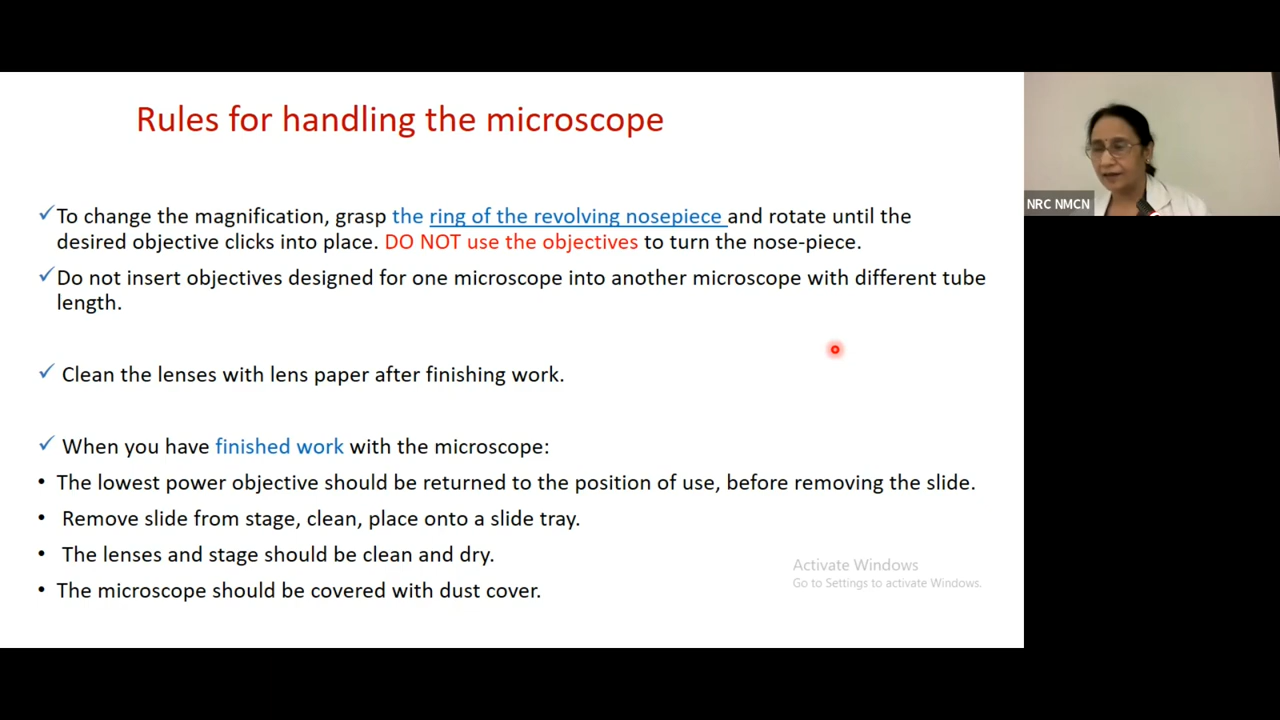 Rules for handling the microscope
✓To change the magnification, grasp the ring of the revolving nosepiece and rotate until the
desired objective clicks into place. DO NOT use the objectives to turn the nose-piece.
✓Do not insert objectives designed for one microscope into another microscope with different tube
length.
✓ Clean the lenses with lens paper after finishing work.
✓ When you have finished work with the microscope:
• The lowest power objective should be returned to the position of use, before removing the slide.
• Remove slide from stage, clean, place onto a slide tray.
• The lenses and stage should be clean and dry.
• The microscope should be covered with dust cover.
Activate Windows
Go to Settings to activate Windows.
NRC NMCN